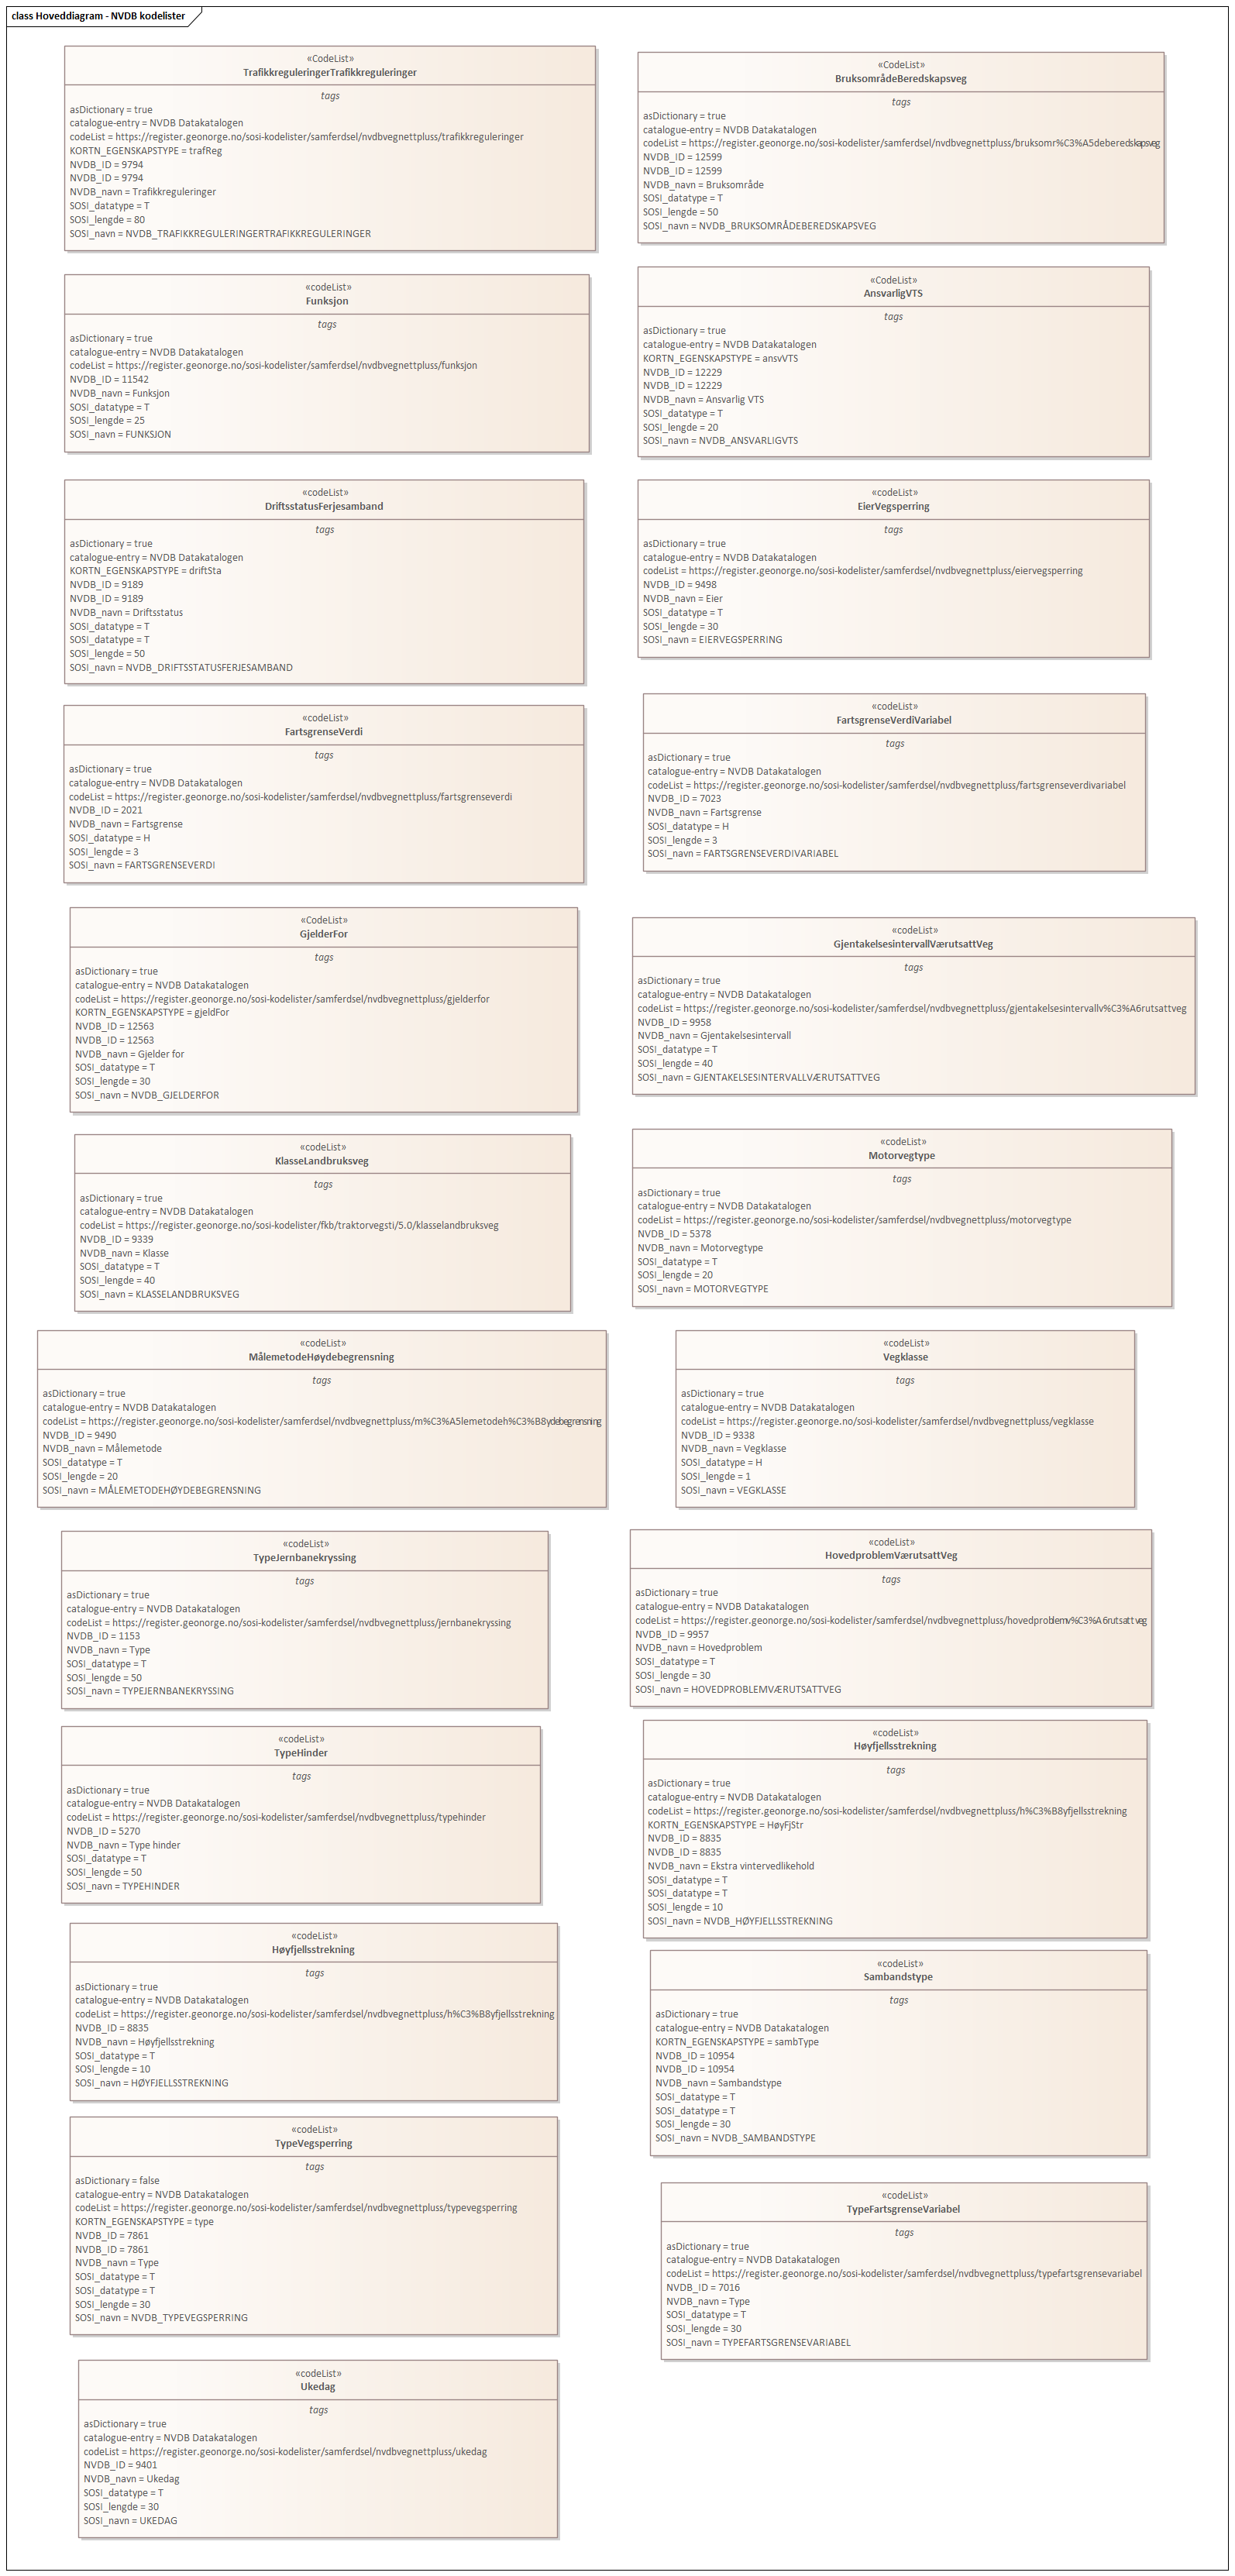 class Hoveddiagram - NVDB kodelister
«CodeList»
TrafikkreguleringerTrafikkreguleringer
tags
asDictionary = true
catalogue-entry = NVDB Datakatalogen
codeList = https://register.geonorge.no/sosi-kodelister/samferdsel/nvdbvegnettpluss/trafikkreguleringer
KORTN_EGENSKAPSTYPE = trafReg
NVDB_ID = 9794
NVDB_ID = 9794
NVDB_navn = Trafikkreguleringer
SOSI_datatype = T
SOSI_lengde = 80
SOSI_navn = NVDB_TRAFIKKREGULERINGERTRAFIKKREGULERINGER
«CodeList»
BruksområdeBeredskapsveg
tags
asDictionary = true
catalogue-entry = NVDB Datakatalogen
codeList = https://register.geonorge.no/sosi-kodelister/samferdsel/nvdbvegnettpluss/bruksomr%C3%A5deberedskapsveg
NVDB_ID = 12599
NVDB_ID = 12599
NVDB_navn = Bruksområde
SOSI_datatype = T
SOSI_lengde = 50
SOSI_navn = NVDB_BRUKSOMRÅDEBEREDSKAPSVEG
«codeList»
Funksjon
tags
asDictionary = true
catalogue-entry = NVDB Datakatalogen
codeList = https://register.geonorge.no/sosi-kodelister/samferdsel/nvdbvegnettpluss/funksjon
NVDB_ID = 11542
NVDB_navn = Funksjon
SOSI_datatype = T
SOSI_lengde = 25
SOSI_navn = FUNKSJON
«CodeList»
AnsvarligVTS
tags
asDictionary = true
catalogue-entry = NVDB Datakatalogen
KORTN_EGENSKAPSTYPE = ansvVTS
NVDB_ID = 12229
NVDB_ID = 12229
NVDB_navn = Ansvarlig VTS
SOSI_datatype = T
SOSI_lengde = 20
SOSI_navn = NVDB_ANSVARLIGVTS
«codeList»
DriftsstatusFerjesamband
tags
asDictionary = true
catalogue-entry = NVDB Datakatalogen
KORTN_EGENSKAPSTYPE = driftSta
NVDB_ID = 9189
NVDB_ID = 9189
NVDB_navn = Driftsstatus
SOSI_datatype = T
SOSI_datatype = T
SOSI_lengde = 50
SOSI_navn = NVDB_DRIFTSSTATUSFERJESAMBAND
«codeList»
EierVegsperring
tags
asDictionary = true
catalogue-entry = NVDB Datakatalogen
codeList = https://register.geonorge.no/sosi-kodelister/samferdsel/nvdbvegnettpluss/eiervegsperring
NVDB_ID = 9498
NVDB_navn = Eier
SOSI_datatype = T
SOSI_lengde = 30
SOSI_navn = EIERVEGSPERRING
«codeList»
FartsgrenseVerdi
tags
asDictionary = true
catalogue-entry = NVDB Datakatalogen
codeList = https://register.geonorge.no/sosi-kodelister/samferdsel/nvdbvegnettpluss/fartsgrenseverdi
NVDB_ID = 2021
NVDB_navn = Fartsgrense
SOSI_datatype = H
SOSI_lengde = 3
SOSI_navn = FARTSGRENSEVERDI
«codeList»
FartsgrenseVerdiVariabel
tags
asDictionary = true
catalogue-entry = NVDB Datakatalogen
codeList = https://register.geonorge.no/sosi-kodelister/samferdsel/nvdbvegnettpluss/fartsgrenseverdivariabel
NVDB_ID = 7023
NVDB_navn = Fartsgrense
SOSI_datatype = H
SOSI_lengde = 3
SOSI_navn = FARTSGRENSEVERDIVARIABEL
«CodeList»
GjelderFor
tags
asDictionary = true
catalogue-entry = NVDB Datakatalogen
codeList = https://register.geonorge.no/sosi-kodelister/samferdsel/nvdbvegnettpluss/gjelderfor
KORTN_EGENSKAPSTYPE = gjeldFor
NVDB_ID = 12563
NVDB_ID = 12563
NVDB_navn = Gjelder for
SOSI_datatype = T
SOSI_lengde = 30
SOSI_navn = NVDB_GJELDERFOR
«codeList»
GjentakelsesintervallVærutsattVeg
tags
asDictionary = true
catalogue-entry = NVDB Datakatalogen
codeList = https://register.geonorge.no/sosi-kodelister/samferdsel/nvdbvegnettpluss/gjentakelsesintervallv%C3%A6rutsattveg
NVDB_ID = 9958
NVDB_navn = Gjentakelsesintervall
SOSI_datatype = T
SOSI_lengde = 40
SOSI_navn = GJENTAKELSESINTERVALLVÆRUTSATTVEG
«codeList»
KlasseLandbruksveg
tags
asDictionary = true
catalogue-entry = NVDB Datakatalogen
codeList = https://register.geonorge.no/sosi-kodelister/fkb/traktorvegsti/5.0/klasselandbruksveg
NVDB_ID = 9339
NVDB_navn = Klasse
SOSI_datatype = T
SOSI_lengde = 40
SOSI_navn = KLASSELANDBRUKSVEG
«codeList»
Motorvegtype
tags
asDictionary = true
catalogue-entry = NVDB Datakatalogen
codeList = https://register.geonorge.no/sosi-kodelister/samferdsel/nvdbvegnettpluss/motorvegtype
NVDB_ID = 5378
NVDB_navn = Motorvegtype
SOSI_datatype = T
SOSI_lengde = 20
SOSI_navn = MOTORVEGTYPE
«codeList»
MålemetodeHøydebegrensning
tags
asDictionary = true
catalogue-entry = NVDB Datakatalogen
codeList = https://register.geonorge.no/sosi-kodelister/samferdsel/nvdbvegnettpluss/m%C3%A5lemetodeh%C3%B8ydebegrensning
NVDB_ID = 9490
NVDB_navn = Målemetode
SOSI_datatype = T
SOSI_lengde = 20
SOSI_navn = MÅLEMETODEHØYDEBEGRENSNING
«codeList»
Vegklasse
tags
asDictionary = true
catalogue-entry = NVDB Datakatalogen
codeList = https://register.geonorge.no/sosi-kodelister/samferdsel/nvdbvegnettpluss/vegklasse
NVDB_ID = 9338
NVDB_navn = Vegklasse
SOSI_datatype = H
SOSI_lengde = 1
SOSI_navn = VEGKLASSE
«codeList»
TypeJernbanekryssing
tags
asDictionary = true
catalogue-entry = NVDB Datakatalogen
codeList = https://register.geonorge.no/sosi-kodelister/samferdsel/nvdbvegnettpluss/jernbanekryssing
NVDB_ID = 1153
NVDB_navn = Type
SOSI_datatype = T
SOSI_lengde = 50
SOSI_navn = TYPEJERNBANEKRYSSING
«codeList»
HovedproblemVærutsattVeg
tags
asDictionary = true
catalogue-entry = NVDB Datakatalogen
codeList = https://register.geonorge.no/sosi-kodelister/samferdsel/nvdbvegnettpluss/hovedproblemv%C3%A6rutsattveg
NVDB_ID = 9957
NVDB_navn = Hovedproblem
SOSI_datatype = T
SOSI_lengde = 30
SOSI_navn = HOVEDPROBLEMVÆRUTSATTVEG
«codeList»
TypeHinder
tags
asDictionary = true
catalogue-entry = NVDB Datakatalogen
codeList = https://register.geonorge.no/sosi-kodelister/samferdsel/nvdbvegnettpluss/typehinder
NVDB_ID = 5270
NVDB_navn = Type hinder
SOSI_datatype = T
SOSI_lengde = 50
SOSI_navn = TYPEHINDER
«codeList»
Høyfjellsstrekning
tags
asDictionary = true
catalogue-entry = NVDB Datakatalogen
codeList = https://register.geonorge.no/sosi-kodelister/samferdsel/nvdbvegnettpluss/h%C3%B8yfjellsstrekning
KORTN_EGENSKAPSTYPE = HøyFjStr
NVDB_ID = 8835
NVDB_ID = 8835
NVDB_navn = Ekstra vintervedlikehold
SOSI_datatype = T
SOSI_datatype = T
SOSI_lengde = 10
SOSI_navn = NVDB_HØYFJELLSSTREKNING
«codeList»
Høyfjellsstrekning
tags
asDictionary = true
catalogue-entry = NVDB Datakatalogen
codeList = https://register.geonorge.no/sosi-kodelister/samferdsel/nvdbvegnettpluss/h%C3%B8yfjellsstrekning
NVDB_ID = 8835
NVDB_navn = Høyfjellsstrekning
SOSI_datatype = T
SOSI_lengde = 10
SOSI_navn = HØYFJELLSSTREKNING
«codeList»
Sambandstype
tags
asDictionary = true
catalogue-entry = NVDB Datakatalogen
KORTN_EGENSKAPSTYPE = sambType
NVDB_ID = 10954
NVDB_ID = 10954
NVDB_navn = Sambandstype
SOSI_datatype = T
SOSI_datatype = T
SOSI_lengde = 30
SOSI_navn = NVDB_SAMBANDSTYPE
«codeList»
TypeVegsperring
tags
asDictionary = false
catalogue-entry = NVDB Datakatalogen
codeList = https://register.geonorge.no/sosi-kodelister/samferdsel/nvdbvegnettpluss/typevegsperring
KORTN_EGENSKAPSTYPE = type
NVDB_ID = 7861
NVDB_ID = 7861
NVDB_navn = Type
SOSI_datatype = T
SOSI_datatype = T
SOSI_lengde = 30
SOSI_navn = NVDB_TYPEVEGSPERRING
«codeList»
TypeFartsgrenseVariabel
tags
asDictionary = true
catalogue-entry = NVDB Datakatalogen
codeList = https://register.geonorge.no/sosi-kodelister/samferdsel/nvdbvegnettpluss/typefartsgrensevariabel
NVDB_ID = 7016
NVDB_navn = Type
SOSI_datatype = T
SOSI_lengde = 30
SOSI_navn = TYPEFARTSGRENSEVARIABEL
«codeList»
Ukedag
tags
asDictionary = true
catalogue-entry = NVDB Datakatalogen
codeList = https://register.geonorge.no/sosi-kodelister/samferdsel/nvdbvegnettpluss/ukedag
NVDB_ID = 9401
NVDB_navn = Ukedag
SOSI_datatype = T
SOSI_lengde = 30
SOSI_navn = UKEDAG